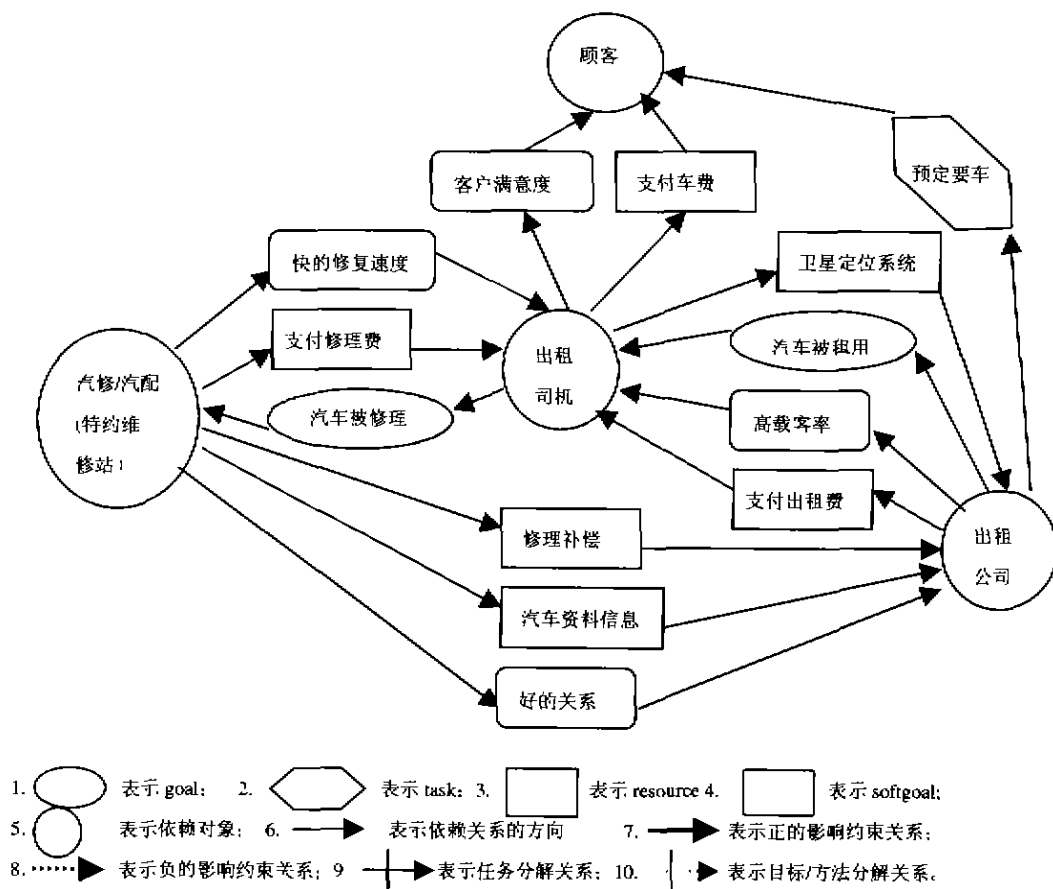 顾客
客户满意度
支付车费
预定要车
快的修复速度
卫星定位系统
支付修理费
出租
司机
汽车被租用
汽修/汽配
(特约维
修站)
汽车被修理
高载客率
支付出租费
修理补偿
出租
公司
汽车资料信息
好的关系
1. 表示 goal; 2. 表示 task; 3. 表示 resource 4. 表示 softgoal;
5. 表示依赖对象; 6. 表示依赖关系的方向 7. 表示正的影响约束关系;
8. 表示负的影响约束关系; 9 表示任务分解关系; 10. 表示目标/方法分解关系。